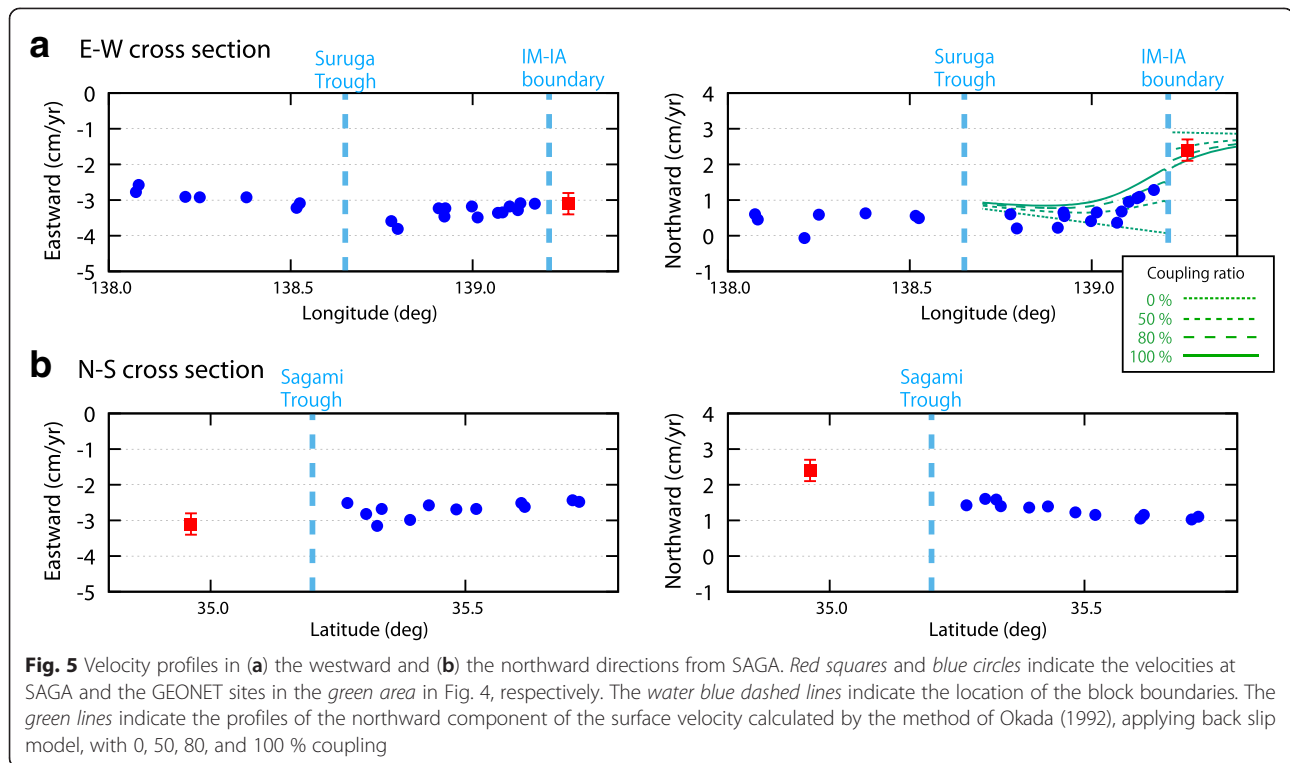 a E-W cross section
Suruga
Trough
IM-IA
boundary
Suruga
Trough
IM-IA
boundary
0
-1
-2
-3
-4
-5
Eastward (cm/yr)
138.0 138.5 139.0
Longitude (deg)
4
3
2
1
0
-1
Northward (cm/yr)
138.0 138.5 139.0
Longitude (deg)
Coupling ratio
0 %
50 %
80 %
100 %
b N-S cross section
Sagami
Trough
Sagami
Trough
0
-1
-2
-3
-4
-5
Eastward (cm/yr)
35.0 35.5
Latitude (deg)
4
3
2
1
0
-1
Northward (cm/yr)
35.0 35.5
Latitude (deg)
Fig. 5 Velocity profiles in (a) the westward and (b) the northward directions from SAGA. Red squares and blue circles indicate the velocities at
SAGA and the GEONET sites in the green area in Fig. 4, respectively. The water blue dashed lines indicate the location of the block boundaries. The
green lines indicate the profiles of the northward component of the surface velocity calculated by the method of Okada (1992), applying back slip
model, with 0, 50, 80, and 100 % coupling